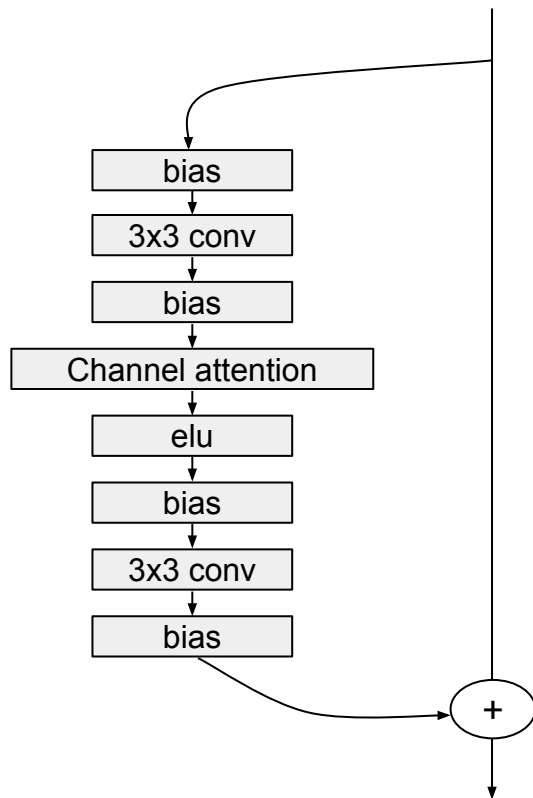 bias
3x3 conv
bias
Channel attention
elu
bias
3x3 conv
bias
+